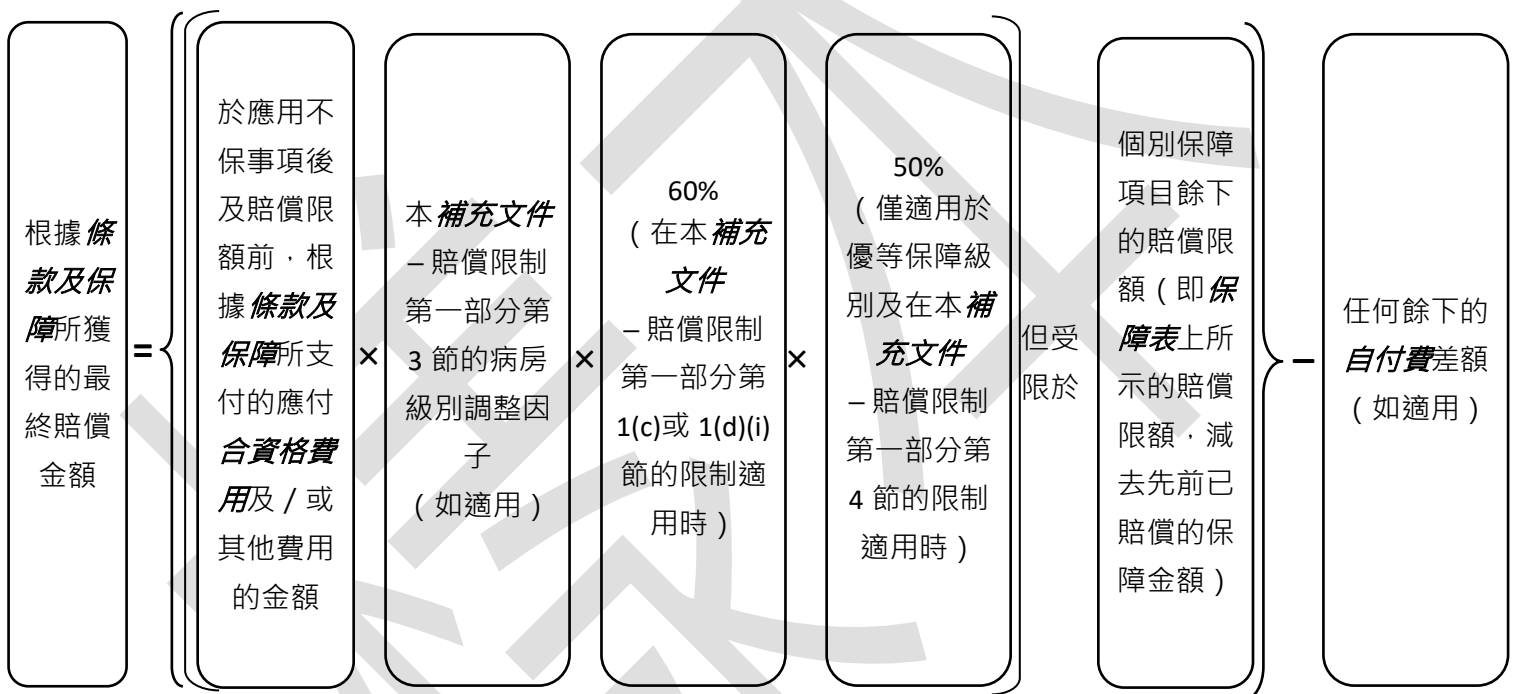 根據條
款及保
障所獲
得的最
終賠償
金額
=
於應用不
保事項後
及賠償限
額前，根
據條款及
保障所支
付的應付
合資格費
用及 / 或
其他費用
的金額
×
本補充文件
– 賠償限制
第一部分第
3 節的病房
級別調整因
子
（如適用）
×
60%
（在本補充
文件
– 賠償限制
第一部分第
1(c)或 1(d)(i)
節的限制適
用時）
×
50%
（僅適用於
優等保障級
別及在本補
充文件
– 賠償限制
第一部分第
4 節的限制
適用時）
但受
限於
個別保障
項目餘下
的賠償限
額（即保
障表上所
示的賠償
限額，減
去先前已
賠償的保
障金額）
–
任何餘下的
自付費差額
（如適用）
樣本